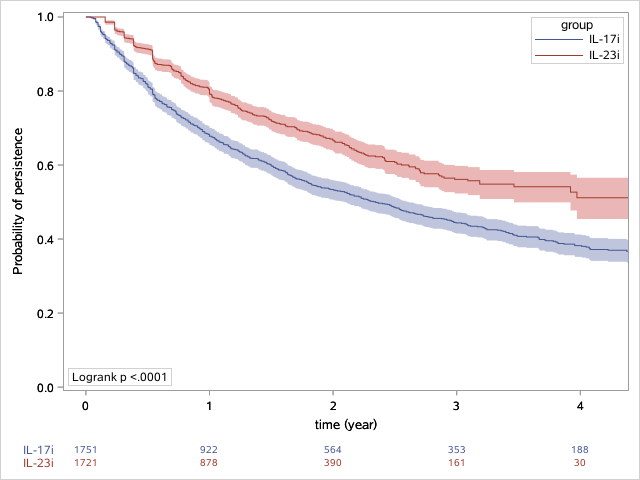 group
IL-17i
IL-23i
1.0
0.8
0.6
0.4
0.2
0.0
Probability of persistence
Logrank p <.0001
0 1 2 3 4
time (year)
IL-17i 1751 922 564 353 188
IL-23i 1721 878 390 161 30